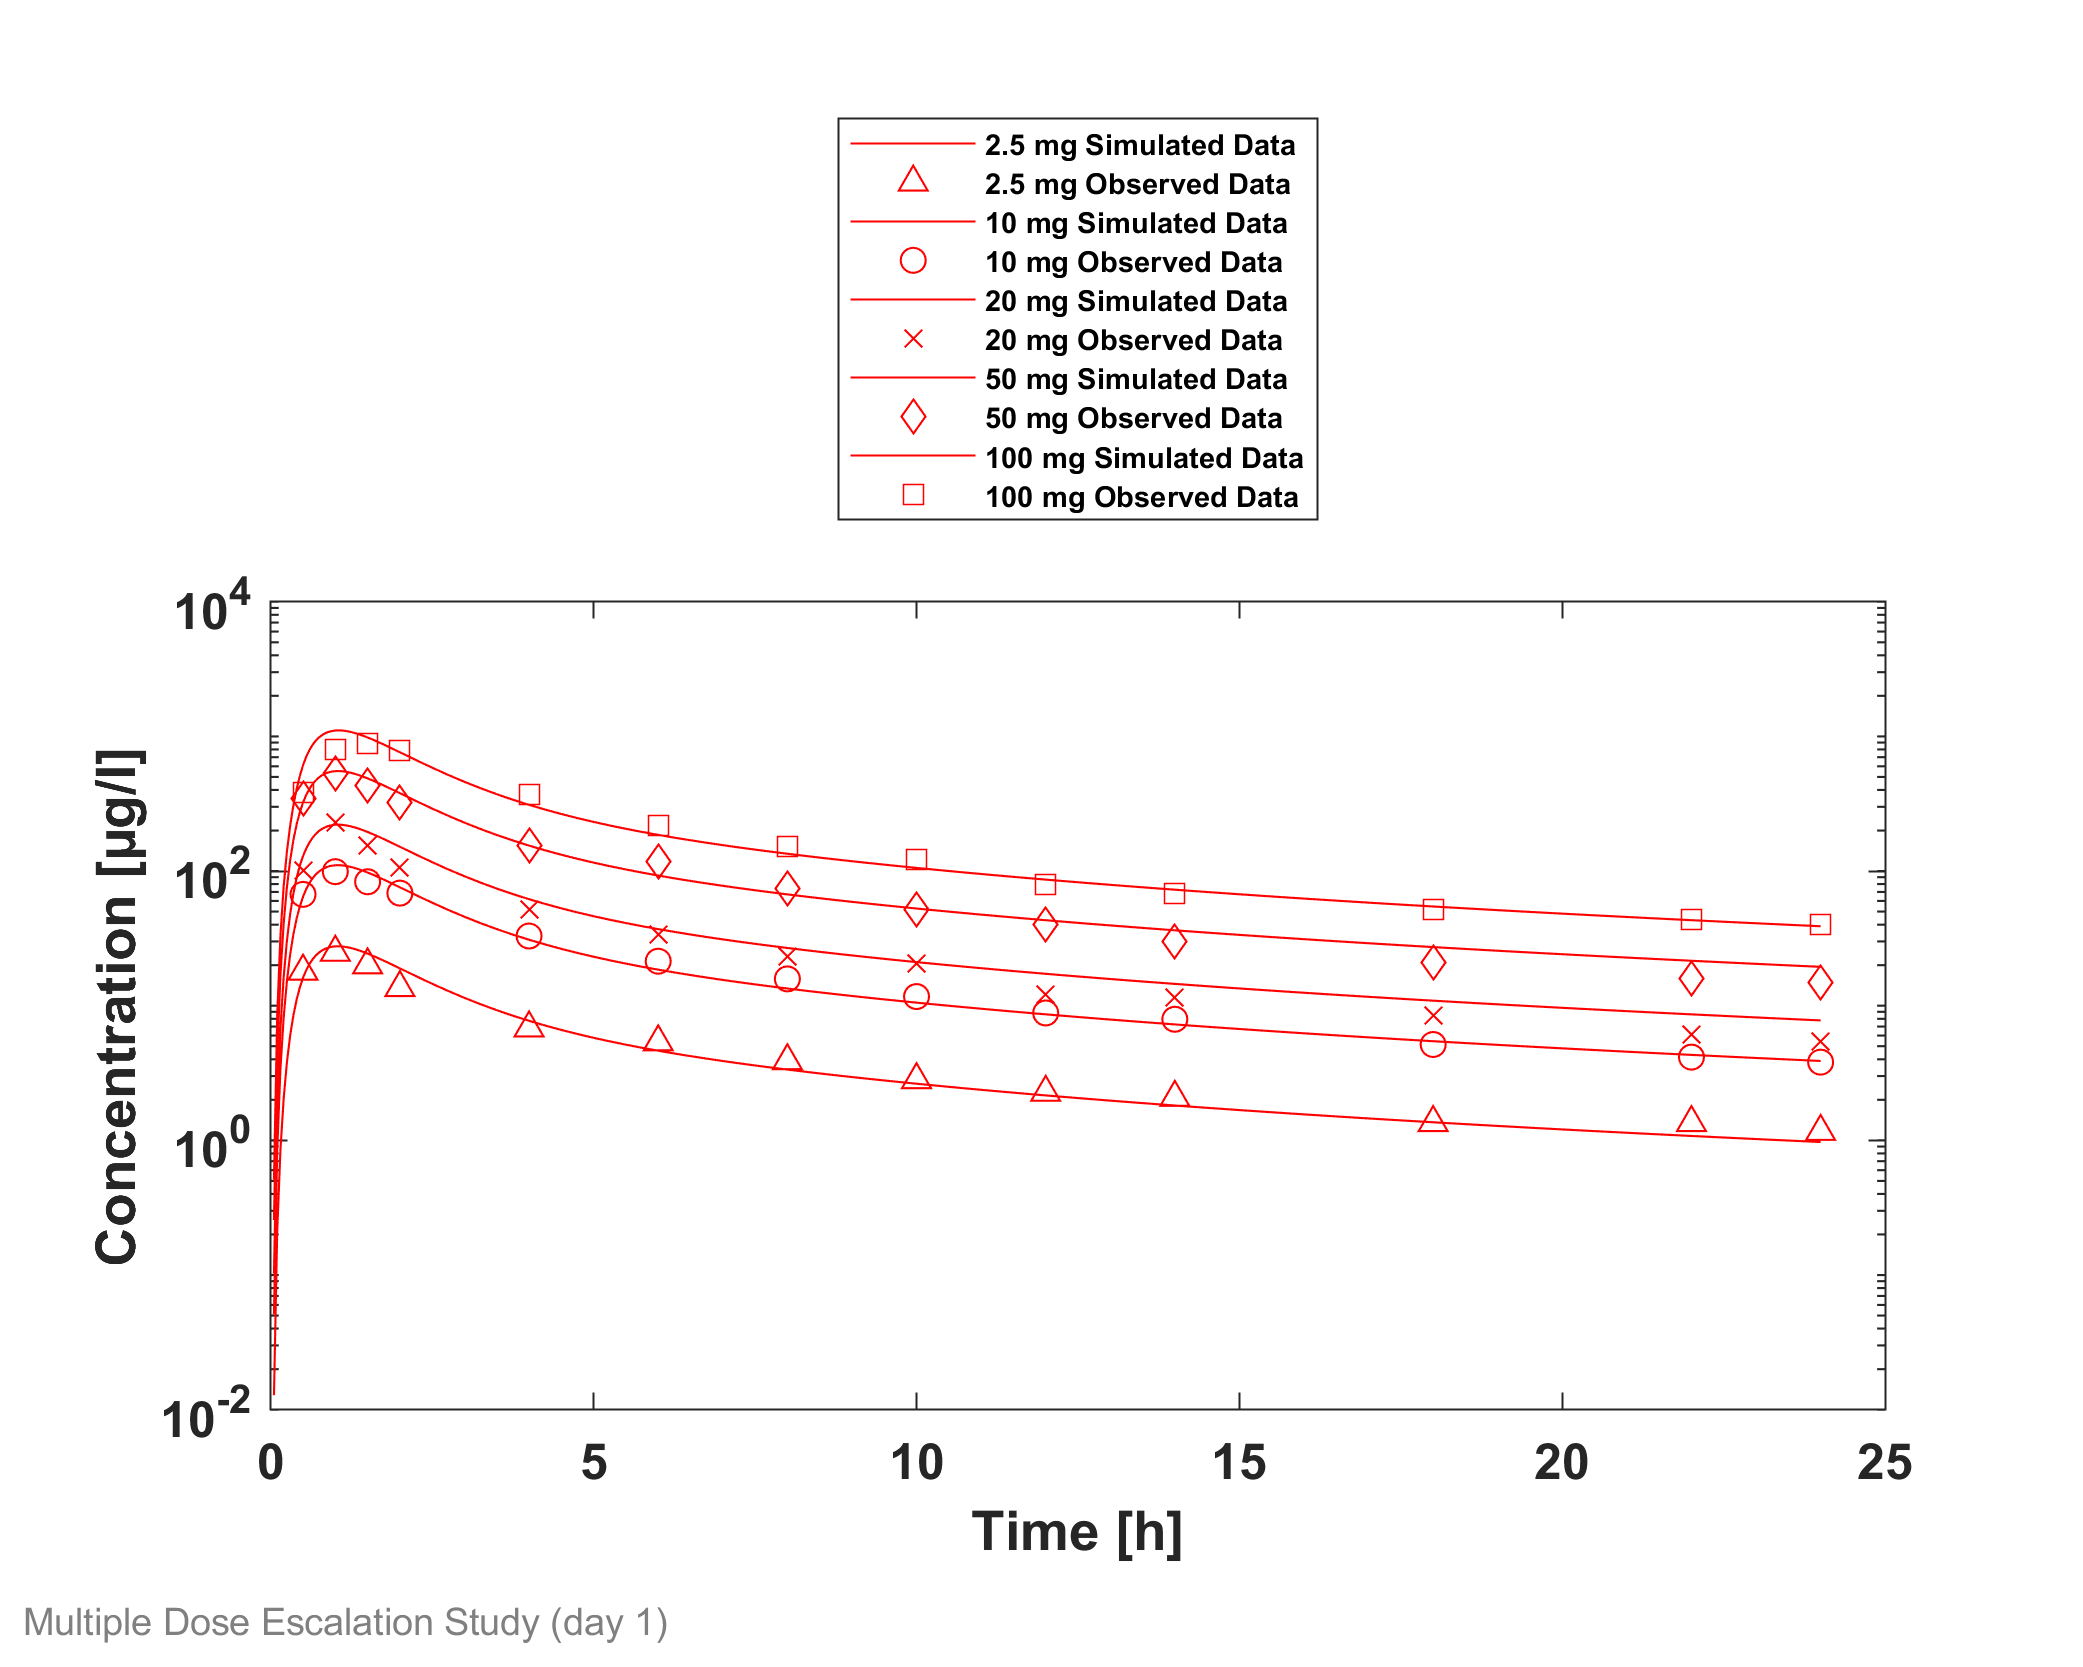 2.5 mg Simulated Data
2.5 mg Observed Data
10 mg Simulated Data
10 mg Observed Data
20 mg Simulated Data
20 mg Observed Data
50 mg Simulated Data
50 mg Observed Data
100 mg Simulated Data
100 mg Observed Data
10^4
10^2
10^0
10^-2
Concentration [µg/l]
0 5 10 15 20 25
Time [h]
Multiple Dose Escalation Study (day 1)